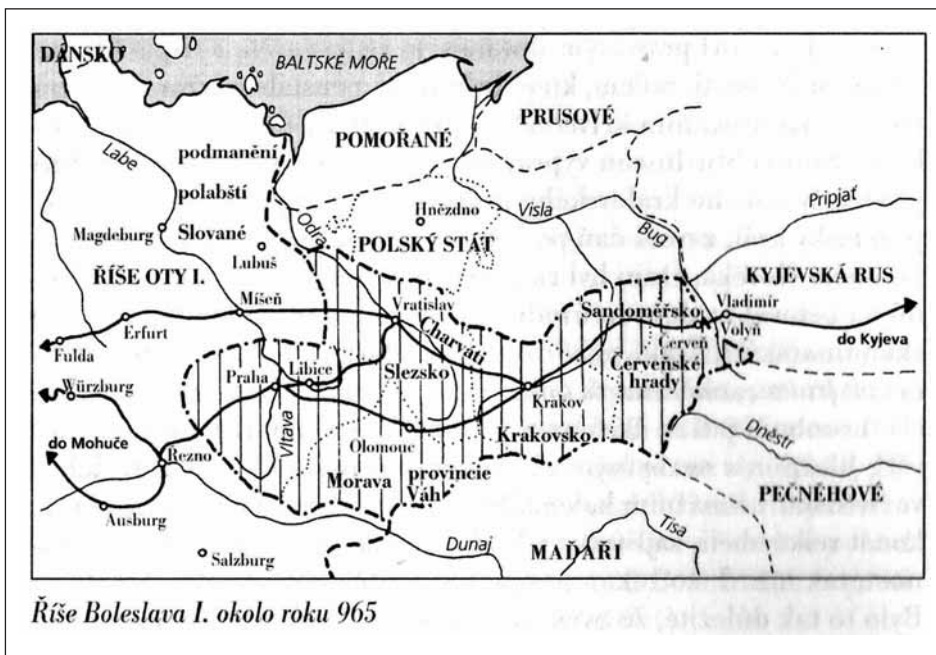 DÁNSKO
BALTSKÉ MOŘE
PRUSOVÉ
POMOŘANÉ
Labe
podmanění
polabští
Slované
Odra
Hnězdno
Visla
Bug
Pripjať
Magdeburg
Lubuš
POLSKÝ STÁT
ŘÍŠE OTY I.
KYJEVSKÁ RUS
Míšeň
Vratislav
Charváti
Sandoměřsko
Vladimír
Volyň
Červeň
do Kyjeva
Erfurt
Fulda
Würzburg
Praha
Libice
Slezsko
Krakov
Červeňské
hrady
do Mohuče
Řezno
Vltava
Olomouc
Krakovsko
Dněstr
Morava
provincie
Váh
PEČNĚHOVÉ
Ausburg
Salzburg
Dunaj
Tisa
MAĎAŘI
Říše Boleslava I. okolo roku 965